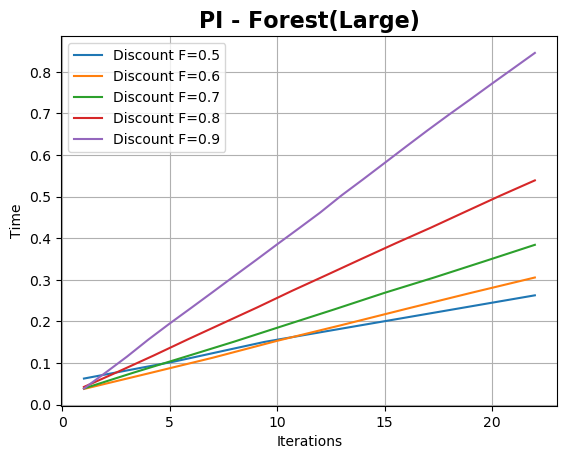 PI - Forest(Large)
Discount F=0.5
Discount F=0.6
Discount F=0.7
Discount F=0.8
Discount F=0.9
Time
0.8
0.7
0.6
0.5
0.4
0.3
0.2
0.1
0.0
0 5 10 15 20
Iterations